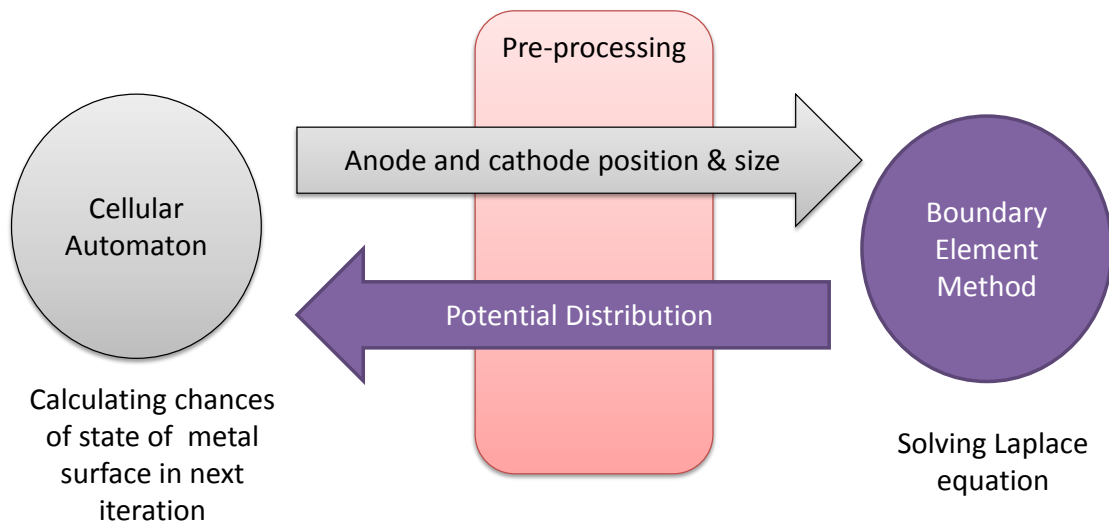 Pre-processing
Anode and cathode position & size
Cellular
Automaton
Boundary
Element
Method
Potential Distribution
Calculating chances
of state of  metal
surface in next
iteration
Solving Laplace
equation